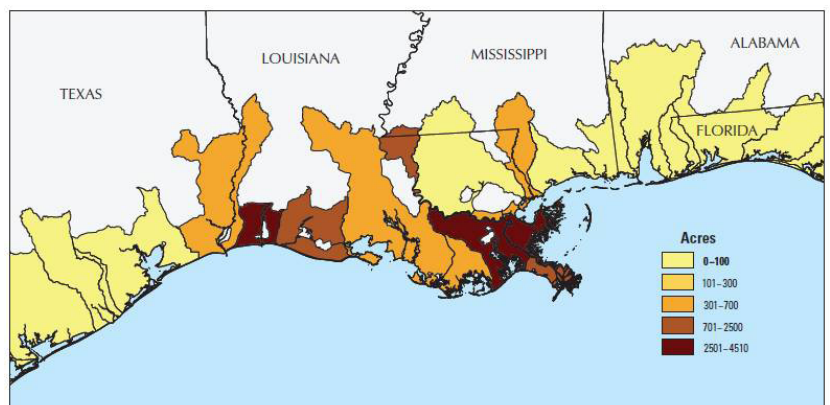 ALABAMA
LOUISIANA
MISSISSIPPI
TEXAS
FLORIDA
Acres
0–100
101–300
301–700
701–2500
2501–4510